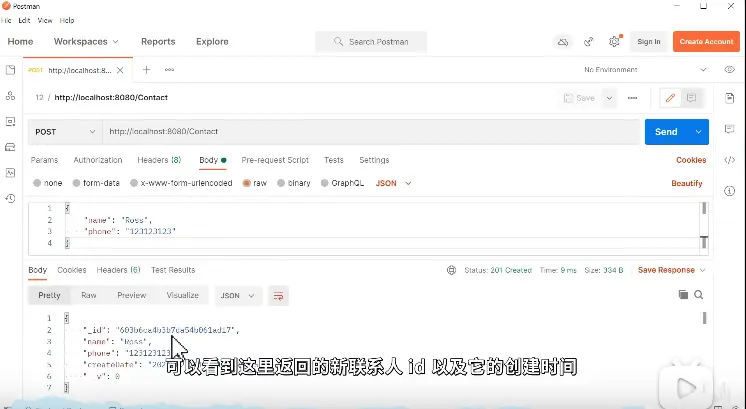 Postman
File Edit View Help
Home Workspaces Reports Explore Search Postman Sign In Create Account
POST http://localhost:8... No Environment
12 / http://localhost:8080/Contact Save
POST http://localhost:8080/Contact Send
Params Authorization Headers (8) Body Pre-request Script Tests Settings Cookies
none form-data x-www-form-urlencoded raw binary GraphQL JSON Beautify
1 {
2 "name": "Ross",
3 "phone": "123123123"
4 }
Body Cookies Headers (6) Test Results Status: 201 Created Time: 9 ms Size: 334 B Save Response
Pretty Raw Preview Visualize JSON
1 {
2 "_id": "603b6ca4b3b7da54b061ad17",
3 "name": "Ross",
4 "phone": "123123
5 "createDate": "202
6 "__v": 0
7 }
可以看到这里返回的新联系人 id 以及它的创建时间